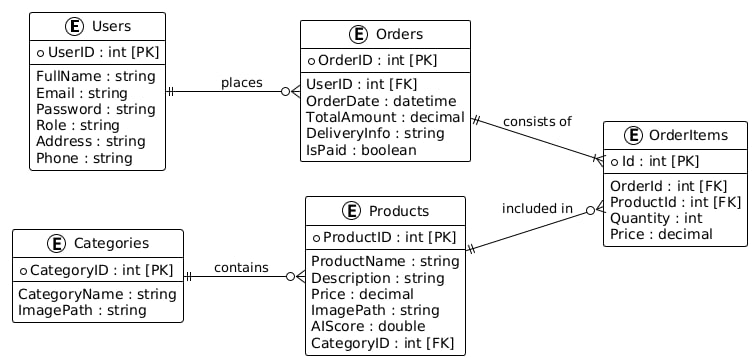 E Users
UserID : int [PK]
FullName : string
Email : string
Password : string
Role : string
Address : string
Phone : string
places
E Orders
OrderID : int [PK]
UserID : int [FK]
OrderDate : datetime
TotalAmount : decimal
DeliveryInfo : string
IsPaid : boolean
consists of
E OrderItems
Id : int [PK]
OrderId : int [FK]
ProductId : int [FK]
Quantity : int
Price : decimal
E Categories
CategoryID : int [PK]
CategoryName : string
ImagePath : string
contains
E Products
ProductID : int [PK]
ProductName : string
Description : string
Price : decimal
ImagePath : string
AIScore : double
CategoryID : int [FK]
included in